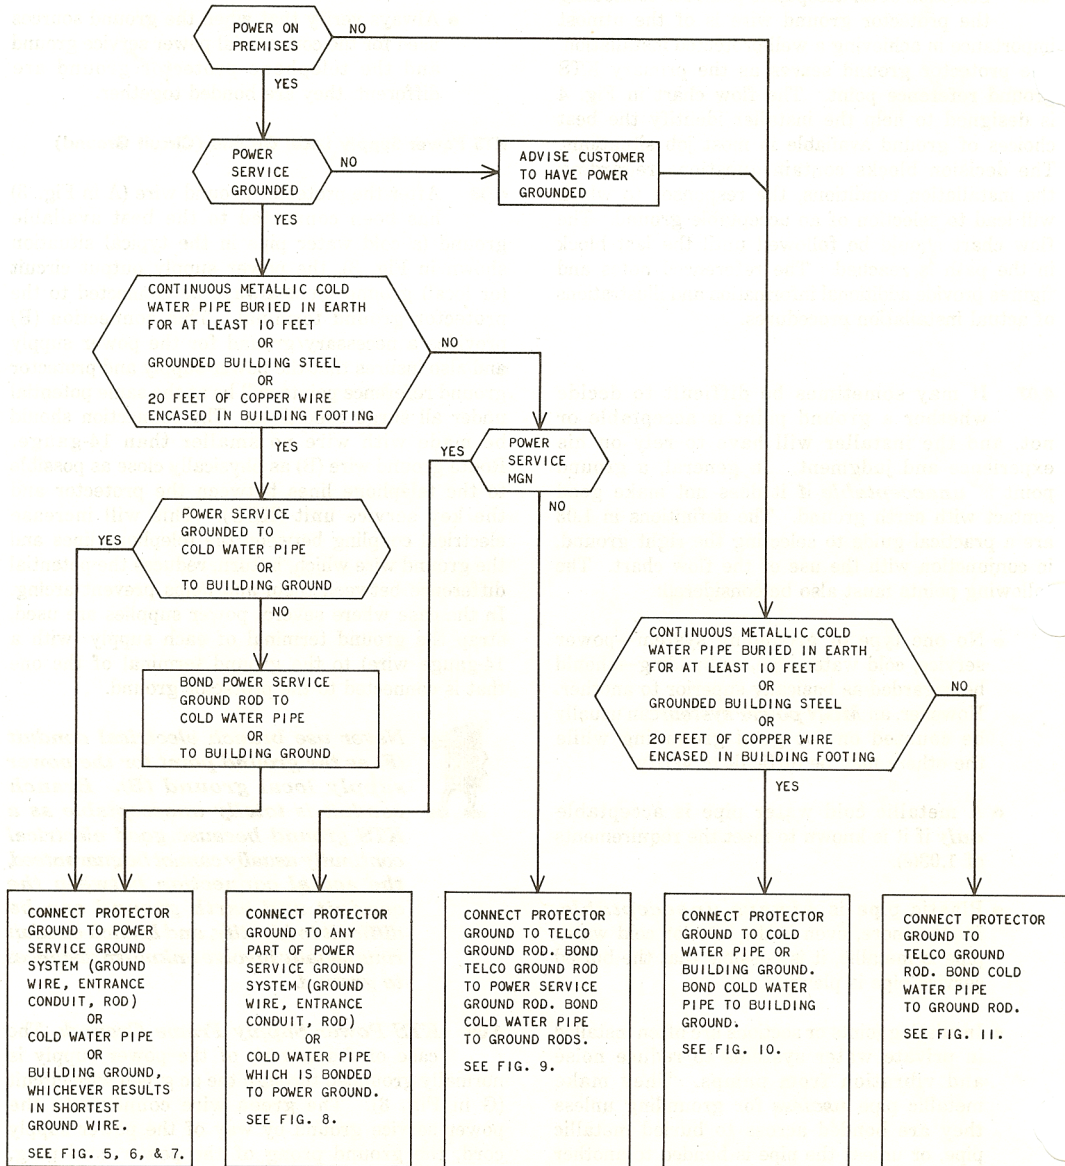 POWER ON
PREMISES
NO
YES
POWER
SERVICE
GROUNDED
NO
ADVISE CUSTOMER
TO HAVE POWER
GROUNDED
YES
CONTINUOUS METALLIC COLD
WATER PIPE BURIED IN EARTH
FOR AT LEAST 10 FEET
OR
GROUNDED BUILDING STEEL
OR
20 FEET OF COPPER WIRE
ENCASED IN BUILDING FOOTING
NO
YES
YES
POWER
SERVICE
MGN
NO
YES
POWER SERVICE
GROUNDED TO
COLD WATER PIPE
OR
TO BUILDING GROUND
NO
BOND POWER SERVICE
GROUND ROD TO
COLD WATER PIPE
OR
TO BUILDING GROUND
CONTINUOUS METALLIC COLD
WATER PIPE BURIED IN EARTH
FOR AT LEAST 10 FEET
OR
GROUNDED BUILDING STEEL
OR
20 FEET OF COPPER WIRE
ENCASED IN BUILDING FOOTING
NO
YES
CONNECT PROTECTOR
GROUND TO POWER
SERVICE GROUND
SYSTEM (GROUND
WIRE, ENTRANCE
CONDUIT, ROD)
OR
COLD WATER PIPE
OR
BUILDING GROUND,
WHICHEVER RESULTS
IN SHORTEST
GROUND WIRE.
SEE FIG. 5, 6, & 7.
CONNECT PROTECTOR
GROUND TO ANY
PART OF POWER
SERVICE GROUND
SYSTEM (GROUND
WIRE, ENTRANCE
CONDUIT, ROD)
OR
COLD WATER PIPE
WHICH IS BONDED
TO POWER GROUND.
SEE FIG. 8.
CONNECT PROTECTOR
GROUND TO TELCO
GROUND ROD. BOND
TELCO GROUND ROD
TO POWER SERVICE
GROUND ROD. BOND
COLD WATER PIPE
TO GROUND RODS.
SEE FIG. 9.
CONNECT PROTECTOR
GROUND TO COLD
WATER PIPE OR
BUILDING GROUND.
BOND COLD WATER
PIPE TO BUILDING
GROUND.
SEE FIG. 10.
CONNECT PROTECTOR
GROUND TO
TELCO GROUND
ROD. BOND COLD
WATER PIPE
TO GROUND ROD.
SEE FIG. 11.